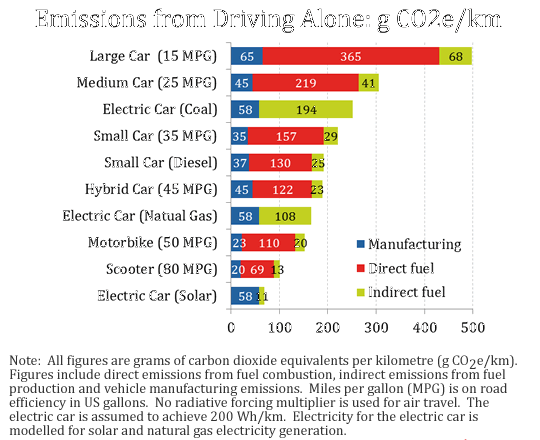 Emissions from Driving Alone: g CO2e/km
Large Car (15 MPG) 65 365 68
Medium Car (25 MPG) 45 219 41
Electric Car (Coal) 58 194
Small Car (35 MPG) 35 157 29
Small Car (Diesel) 37 130 25
Hybrid Car (45 MPG) 45 122 23
Electric Car (Natual Gas) 58 108
Motorbike (50 MPG) 23 110 20
Manufacturing
Scooter (80 MPG) 20 69 13
Direct fuel
Electric Car (Solar) 58 11
Indirect fuel
0 100 200 300 400 500
Note: All figures are grams of carbon dioxide equivalents per kilometre (g CO2e/km).
Figures include direct emissions from fuel combustion, indirect emissions from fuel
production and vehicle manufacturing emissions. Miles per gallon (MPG) is on road
efficiency in US gallons. No radiative forcing multiplier is used for air travel. The
electric car is assumed to achieve 200 Wh/km. Electricity for the electric car is
modelled for solar and natural gas electricity generation.